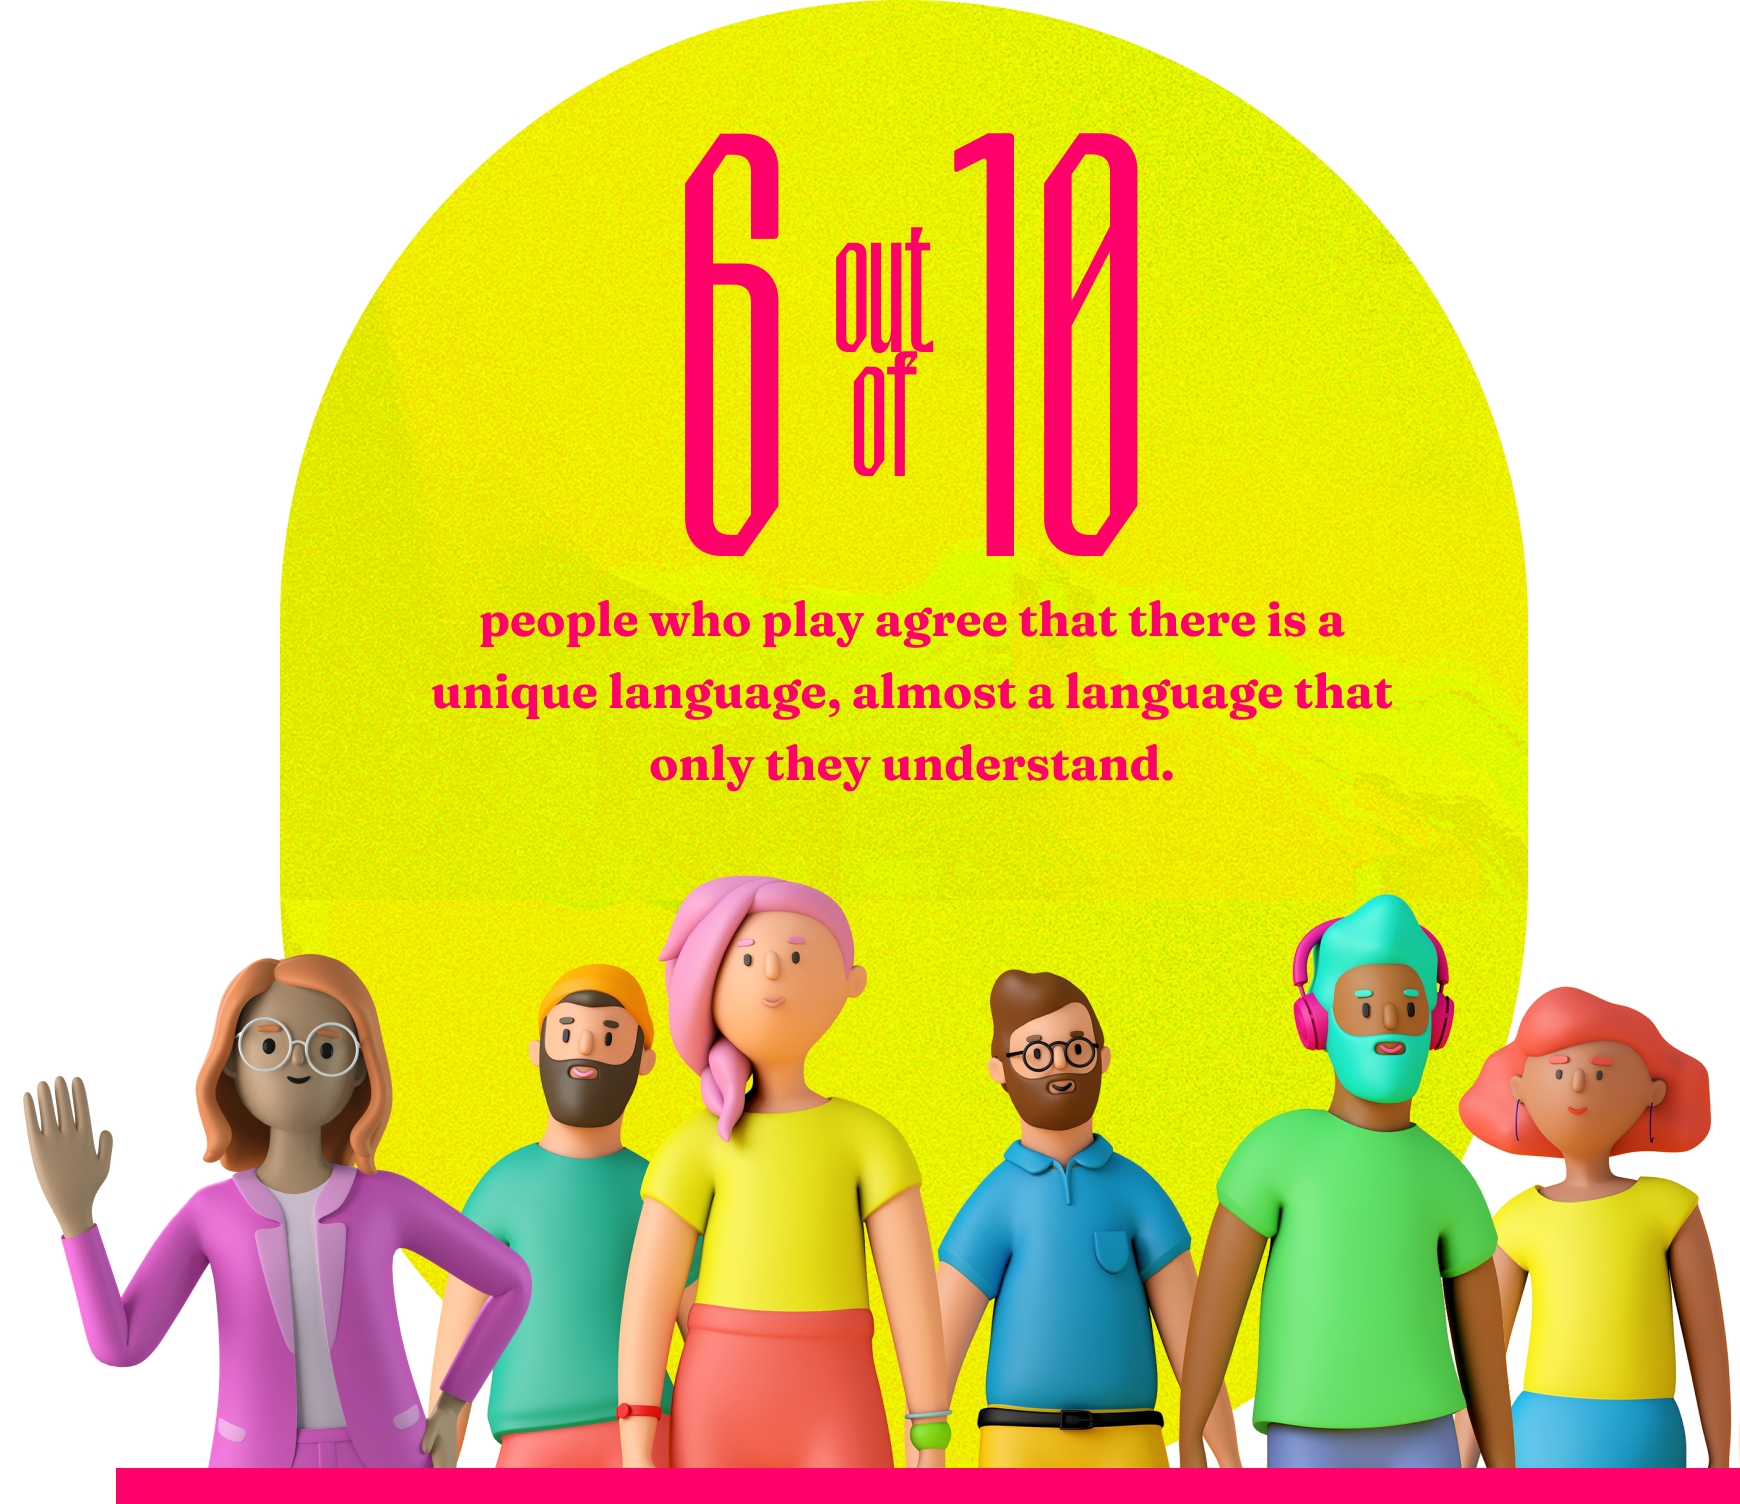 6 out of 10
people who play agree that there is a
unique language, almost a language that
only they understand.